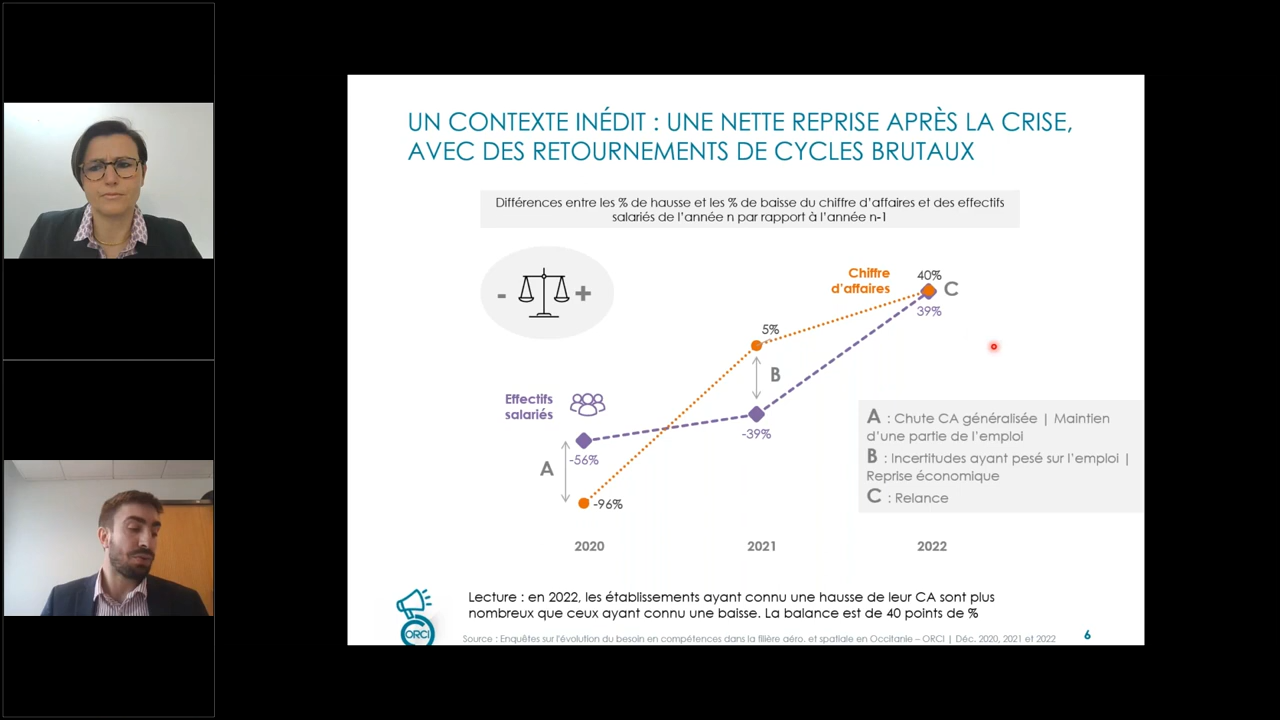 UN CONTEXTE INÉDIT : UNE NETTE REPRISE APRÈS LA CRISE,
AVEC DES RETOURNEMENTS DE CYCLES BRUTAUX
Différences entre les % de hausse et les % de baisse du chiffre d'affaires et des effectifs
salariés de l'année n par rapport à l'année n-1
- +
Chiffre
d'affaires
40%
C
39%
5%
B
-39%
Effectifs
salariés
A
-56%
-96%
A : Chute CA généralisée | Maintien
d'une partie de l'emploi
B : Incertitudes ayant pesé sur l'emploi |
Reprise économique
C : Relance
2020 2021 2022
Lecture : en 2022, les établissements ayant connu une hausse de leur CA sont plus
nombreux que ceux ayant connu une baisse. La balance est de 40 points de %
ORCI
Source : Enquêtes sur l'évolution du besoin en compétences dans la filière aéro. et spatiale en Occitanie – ORCI | Déc. 2020, 2021 et 2022
6